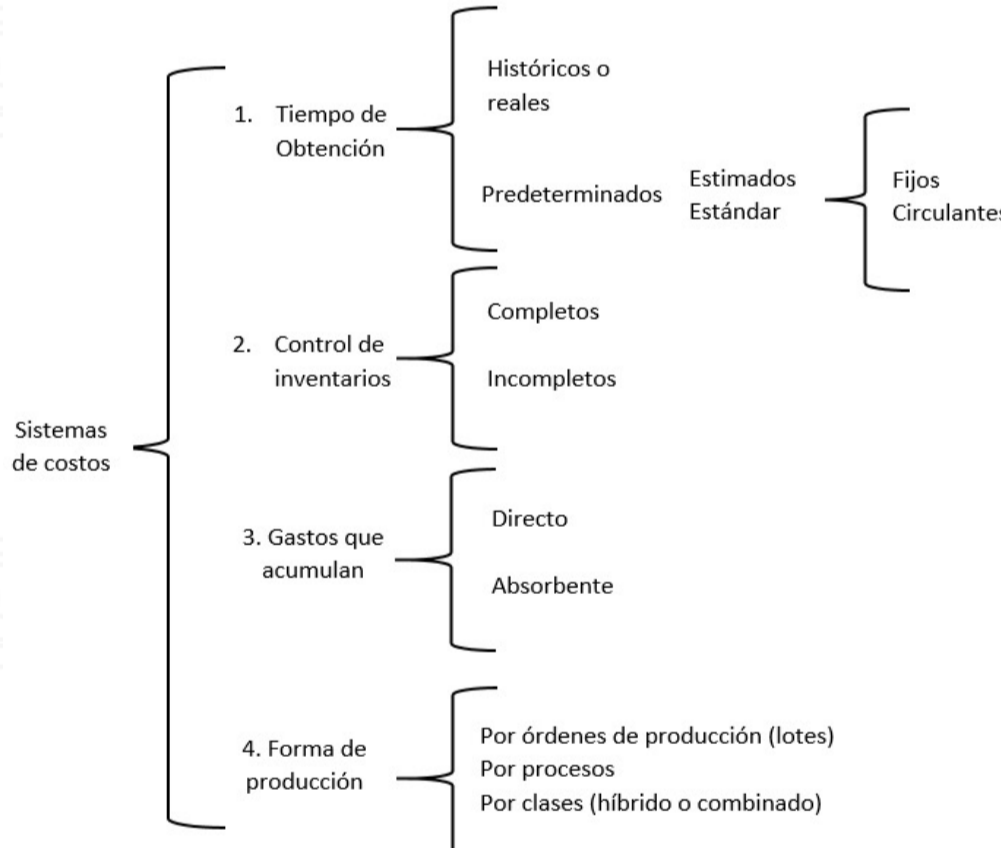 Sistemas
de costos
1. Tiempo de
Obtención
Históricos o
reales
Predeterminados
Estimados
Estándar
Fijos
Circulantes
2. Control de
inventarios
Completos
Incompletos
3. Gastos que
acumulan
Directo
Absorbente
4. Forma de
producción
Por órdenes de producción (lotes)
Por procesos
Por clases (híbrido o combinado)